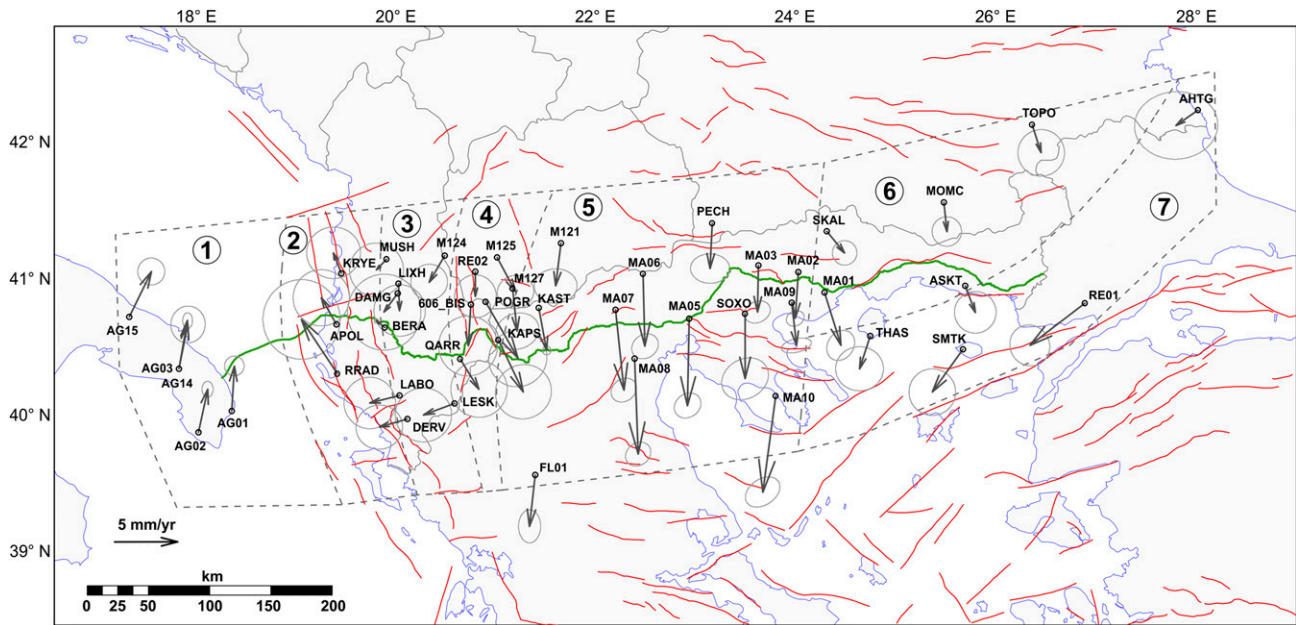 18° E 20° E 22° E 24° E 26° E 28° E
42° N
41° N
40° N
39° N
AHTG
TOPO
6
MOMC
7
PECH
SKAL
5
1
2
3
4
MUSH
M124
M125
M121
KRYE
LIXH
RE02
MA06
MA03
MA02
M127
MA01
DAMG
606_BIS
POGR
KAST
MA07
MA05
SOXO
MA09
ASKT
RE01
AG15
APOL
BERA
KAPS
THAS
SMTK
QARR
MA08
AG03
AG14
RRAD
LABO
LESK
MA10
AG02
AG01
DERV
FL01
5 mm/yr
km
0 25 50 100 200